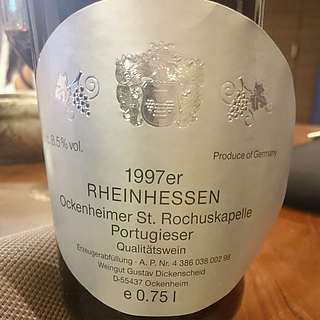 8.5% vol.
Produce of Germany
1997er
RHEINHESSEN
Ockenheimer St. Rochuskapelle
Portugieser
Qualitätswein
Erzeugerabfüllung · A. P. Nr. 4 386 038 002 98
Weingut Gustav Dickenscheid
D-55437 Ockenheim
e 0.75 l